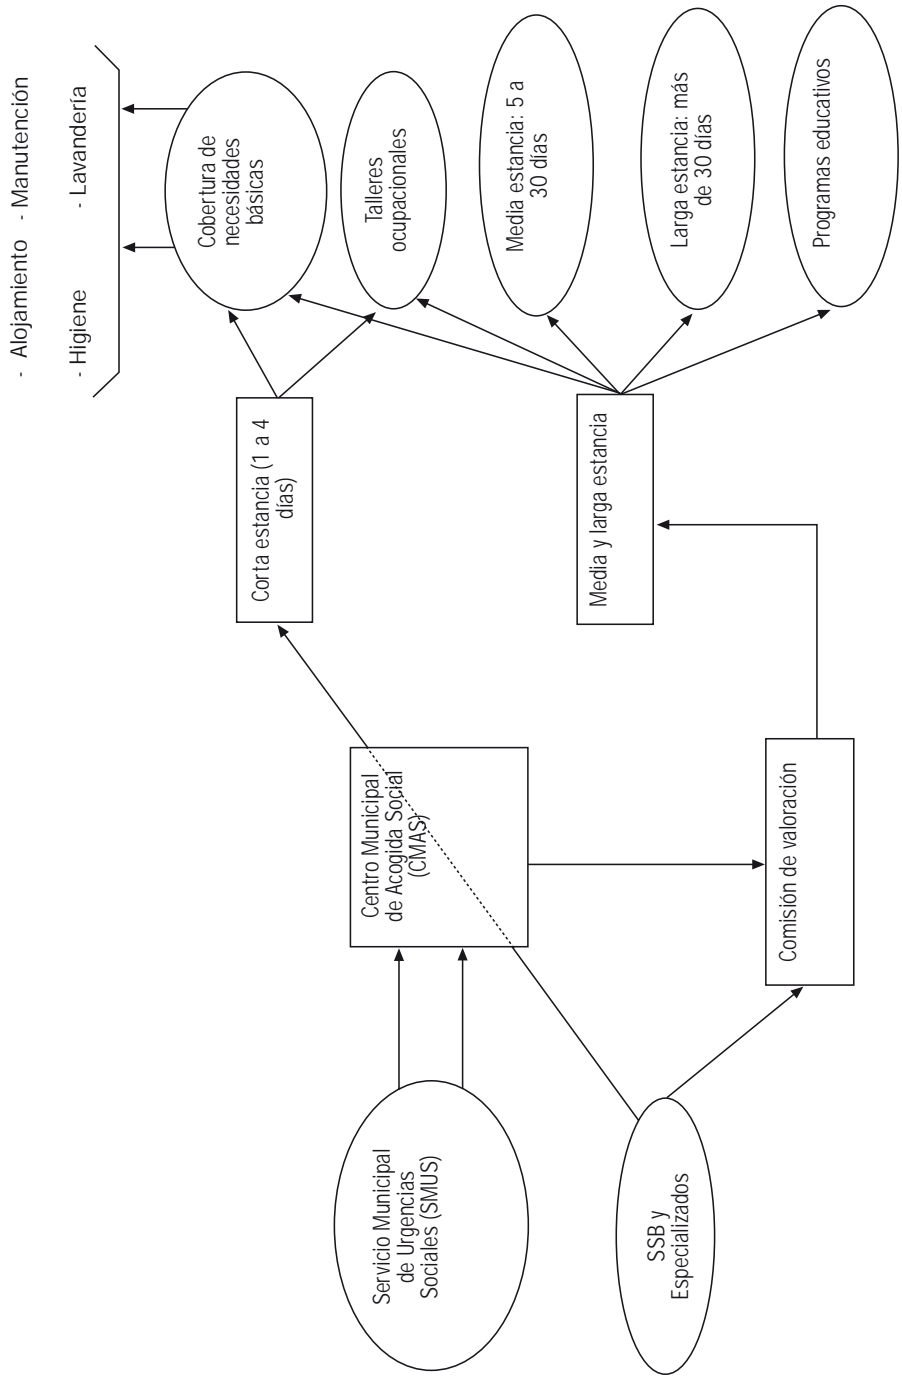 - Alojamiento - Manutención
- Higiene - Lavandería
Cobertura de
necesidades
básicas
Talleres
ocupacionales
Media estancia: 5 a
30 días
Larga estancia: más
de 30 días
Programas educativos
Corta estancia (1 a 4
días)
Media y larga estancia
Centro Municipal
de Acogida Social
(CMAS)
Comisión de valoración
Servicio Municipal
de Urgencias
Sociales (SMUS)
SSB y
Especializados